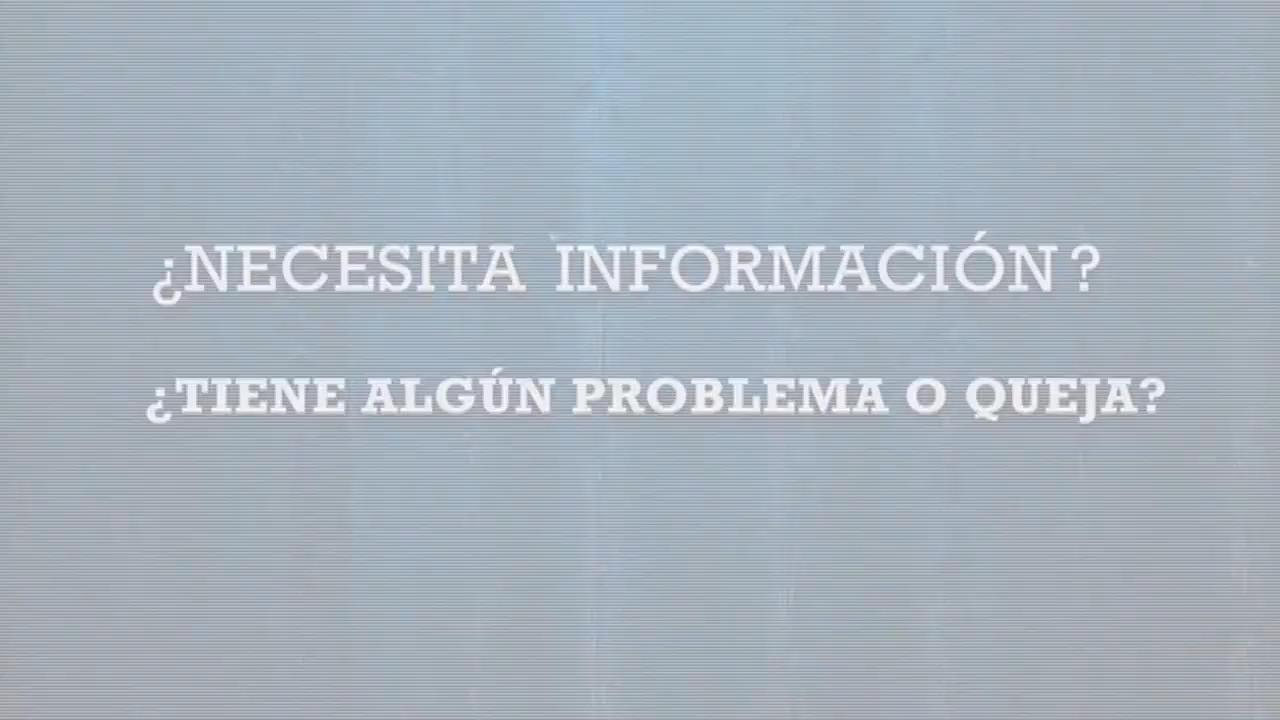 ¿NECESITA INFORMACIÓN?
¿TIENE ALGÚN PROBLEMA O QUEJA?